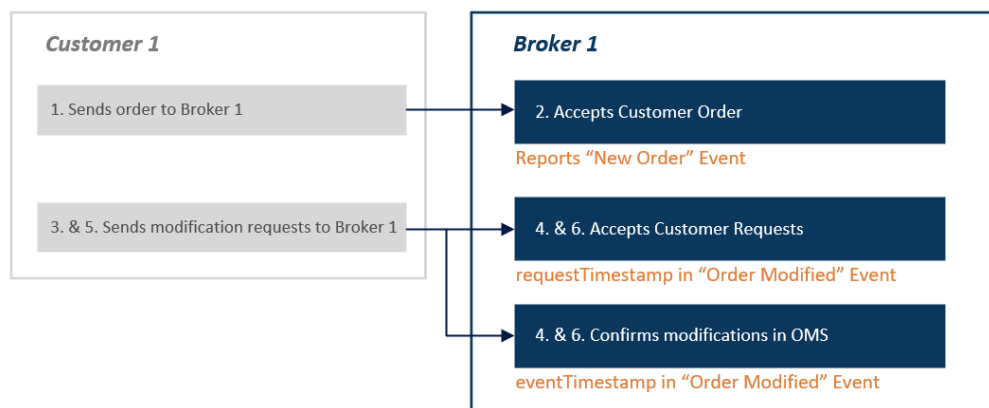 Customer 1
Broker 1
1. Sends order to Broker 1
2. Accepts Customer Order
Reports “New Order” Event
3. & 5. Sends modification requests to Broker 1
4. & 6. Accepts Customer Requests
requestTimestamp in “Order Modified” Event
4. & 6. Confirms modifications in OMS
eventTimestamp in “Order Modified” Event